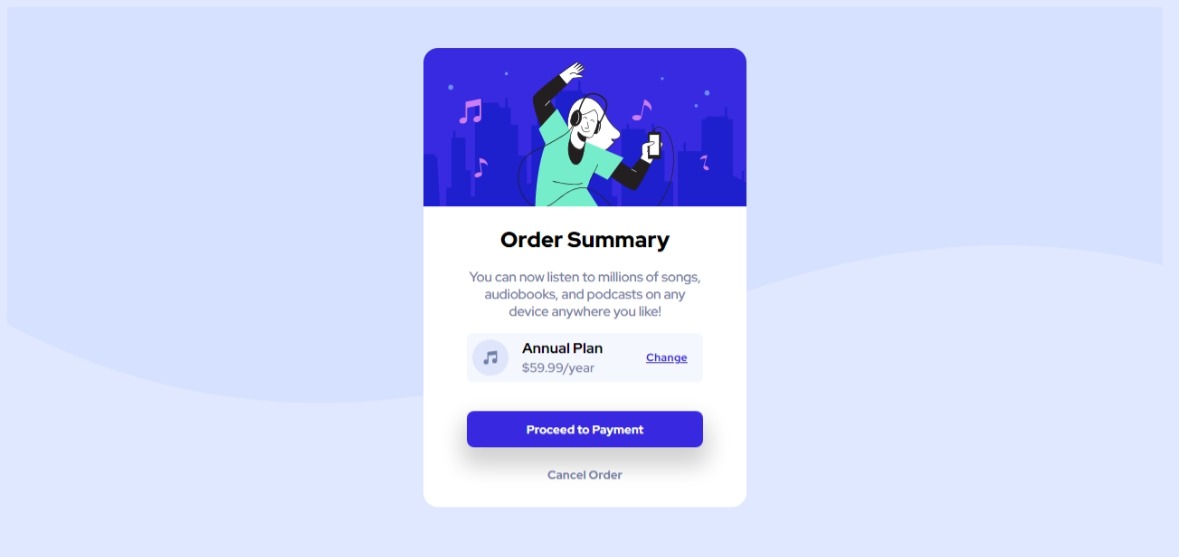 Order Summary
You can now listen to millions of songs,
audiobooks, and podcasts on any
device anywhere you like!
Annual Plan
$59.99/year
Change
Proceed to Payment
Cancel Order